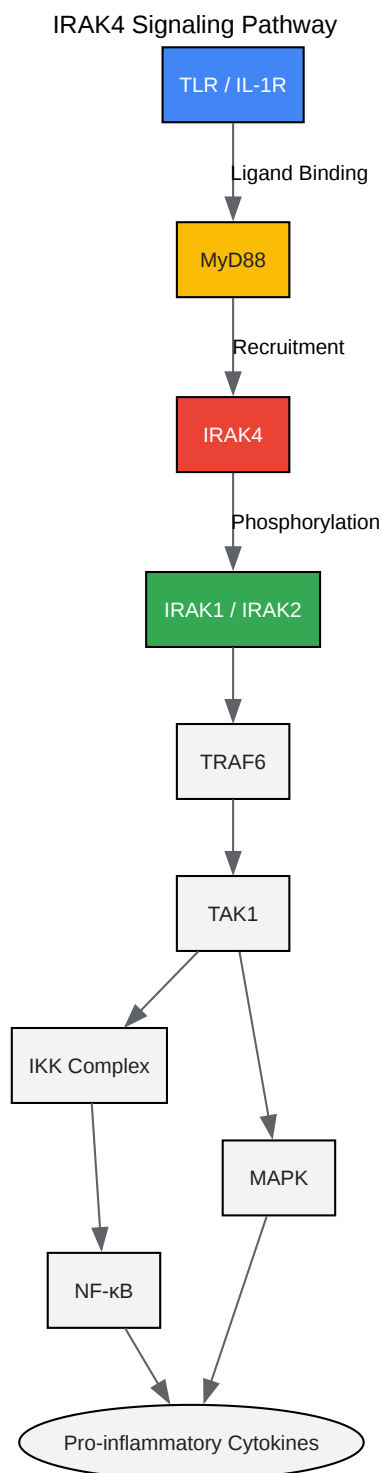 IRAK4 Signaling Pathway
TLR / IL-1R
Ligand Binding
MyD88
Recruitment
IRAK4
Phosphorylation
IRAK1 / IRAK2
TRAF6
TAK1
IKK Complex
MAPK
NF-κB
Pro-inflammatory Cytokines